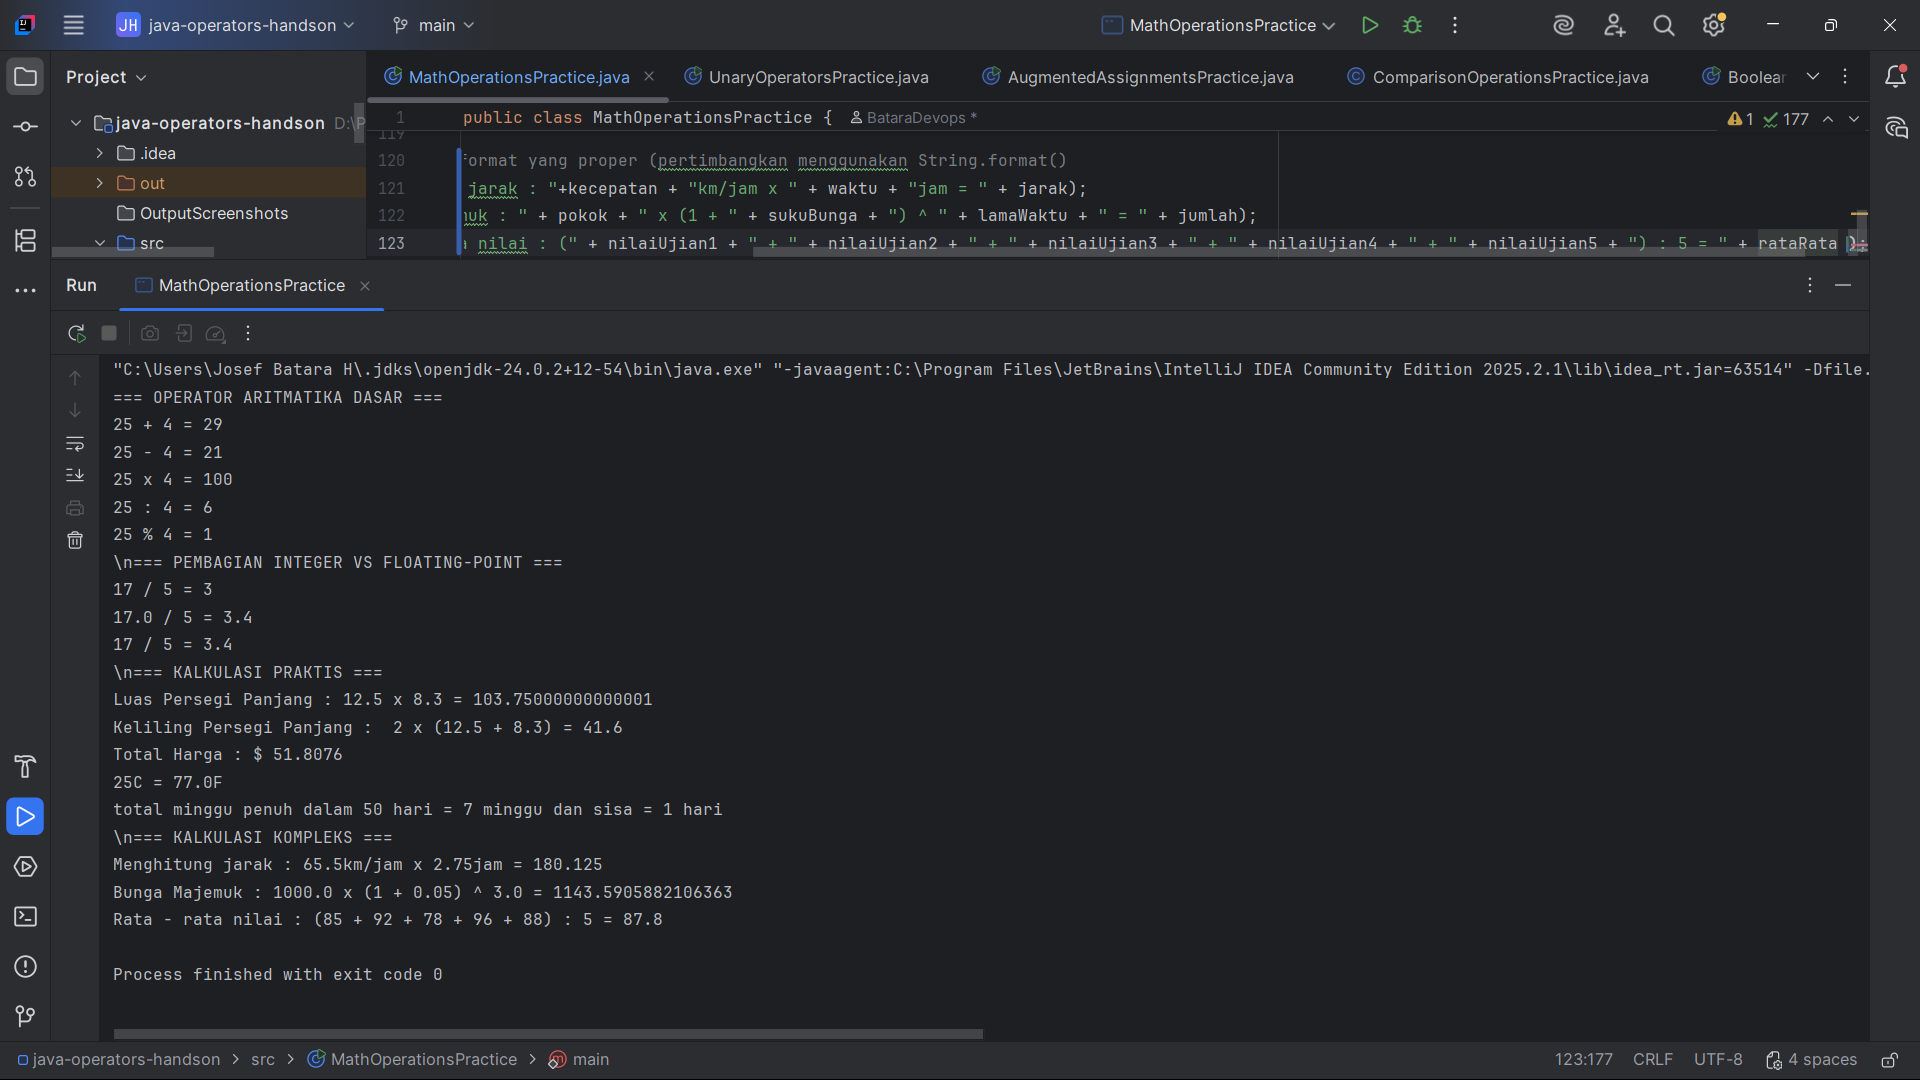 JH java-operators-handson main MathOperationsPractice
Project MathOperationsPractice.java UnaryOperatorsPractice.java AugmentedAssignmentsPractice.java ComparisonOperationsPractice.java Boolear
java-operators-handson D:\P
.idea
out
OutputScreenshots
src
1 public class MathOperationsPractice { BataraDevops *
1 177
119
120 format yang proper (pertimbangkan menggunakan String.format()
121 jarak : "+kecepatan + "km/jam x " + waktu + "jam = " + jarak);
122 uk : " + pokok + " x (1 + " + sukuBunga + ") ^ " + lamaWaktu + " = " + jumlah);
123 nilai : (" + nilaiUjian1 + " + " + nilaiUjian2 + " + " + nilaiUjian3 + " + " + nilaiUjian4 + " + " + nilaiUjian5 + ") : 5 = " + rataRata );
Run MathOperationsPractice
"C:\Users\Josef Batara H\.jdks\openjdk-24.0.2+12-54\bin\java.exe" "-javaagent:C:\Program Files\JetBrains\IntelliJ IDEA Community Edition 2025.2.1\lib\idea_rt.jar=63514" -Dfile.
=== OPERATOR ARITMATIKA DASAR ===
25 + 4 = 29
25 - 4 = 21
25 x 4 = 100
25 : 4 = 6
25 % 4 = 1
\n=== PEMBAGIAN INTEGER VS FLOATING-POINT ===
17 / 5 = 3
17.0 / 5 = 3.4
17 / 5 = 3.4
\n=== KALKULASI PRAKTIS ===
Luas Persegi Panjang : 12.5 x 8.3 = 103.75000000000001
Keliling Persegi Panjang :  2 x (12.5 + 8.3) = 41.6
Total Harga : $ 51.8076
25C = 77.0F
total minggu penuh dalam 50 hari = 7 minggu dan sisa = 1 hari
\n=== KALKULASI KOMPLEKS ===
Menghitung jarak : 65.5km/jam x 2.75jam = 180.125
Bunga Majemuk : 1000.0 x (1 + 0.05) ^ 3.0 = 1143.5905882106363
Rata - rata nilai : (85 + 92 + 78 + 96 + 88) : 5 = 87.8
Process finished with exit code 0
java-operators-handson > src > MathOperationsPractice > main 123:177 CRLF UTF-8 4 spaces